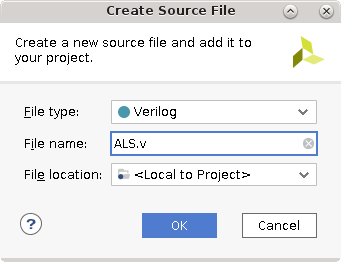 Create Source File
Create a new source file and add it to
your project.
File type:
Verilog
File name:
ALS.v
File location:
<Local to Project>
?
OK
Cancel